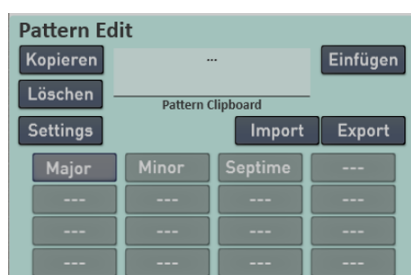 Pattern Edit
Kopieren --- Einfügen
Löschen
Pattern Clipboard
Settings Import Export
Major Minor Septime ---
--- --- --- ---
--- --- --- ---
--- --- --- ---